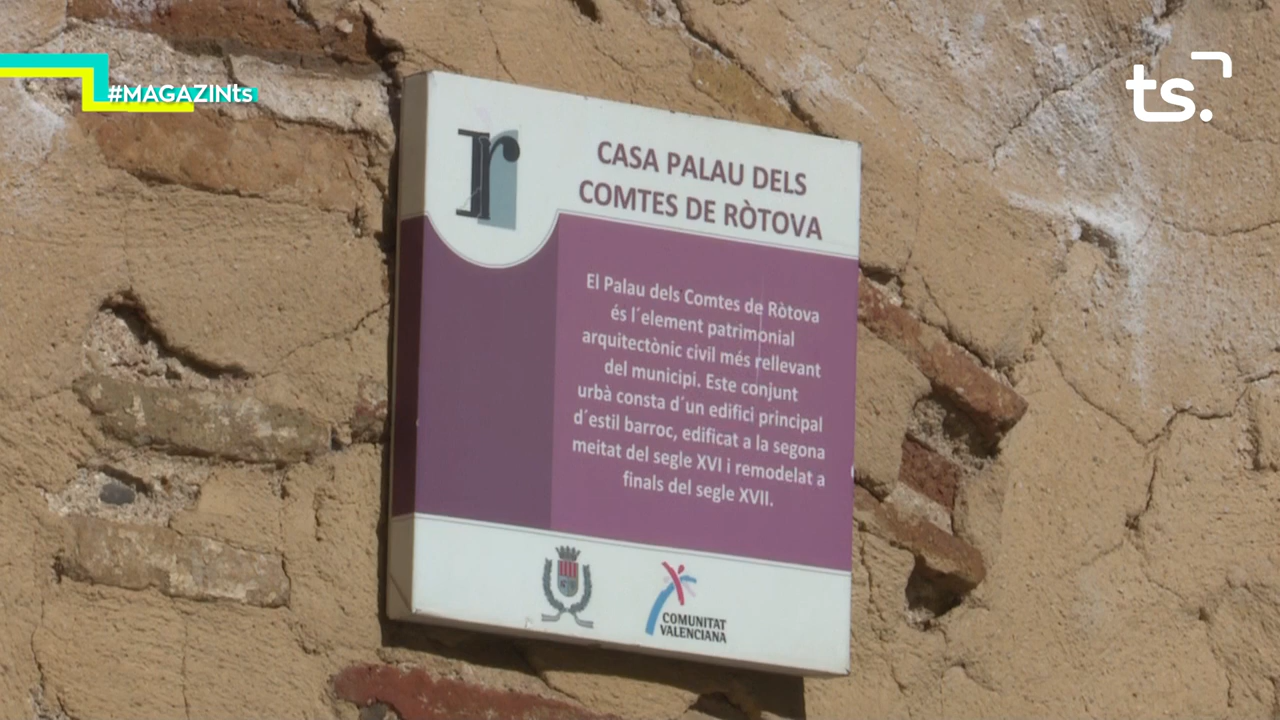 #MAGAZINts
ts.
r
CASA PALAU DELS
COMTES DE RÒTOVA
El Palau dels Comtes de Ròtova
és l´element patrimonial
arquitectònic civil més rellevant
del municipi. Este conjunt
urbà consta d´un edifici principal
d´estil barroc, edificat a la segona
meitat del segle XVI i remodelat a
finals del segle XVII.
COMUNITAT
VALENCIANA